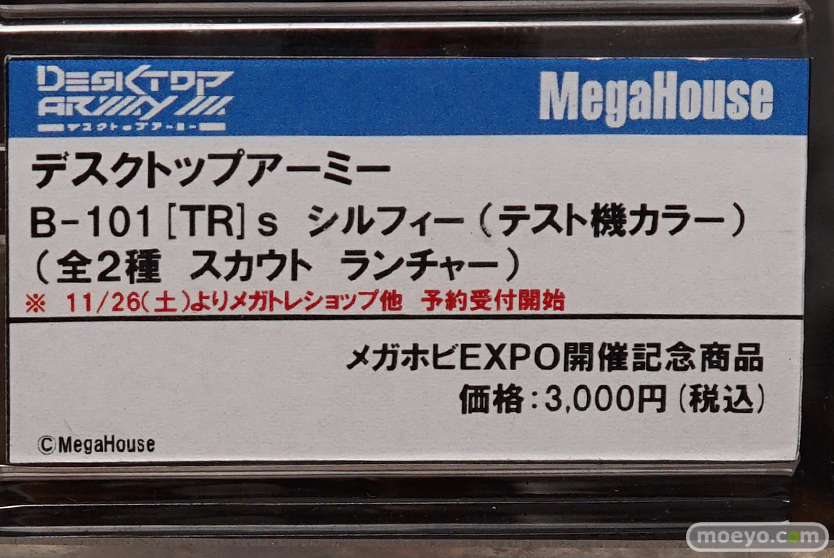 DESKTOP
ARMY
デスクトップアーミー
MegaHouse
デスクトップアーミー
B-101[TR]s シルフィー(テスト機カラー)
(全2種 スカウト ランチャー)
※ 11/26(土)よりメガトレショップ他 予約受付開始
メガホビEXPO開催記念商品
価格:3,000円(税込)
©MegaHouse
moeyo.com